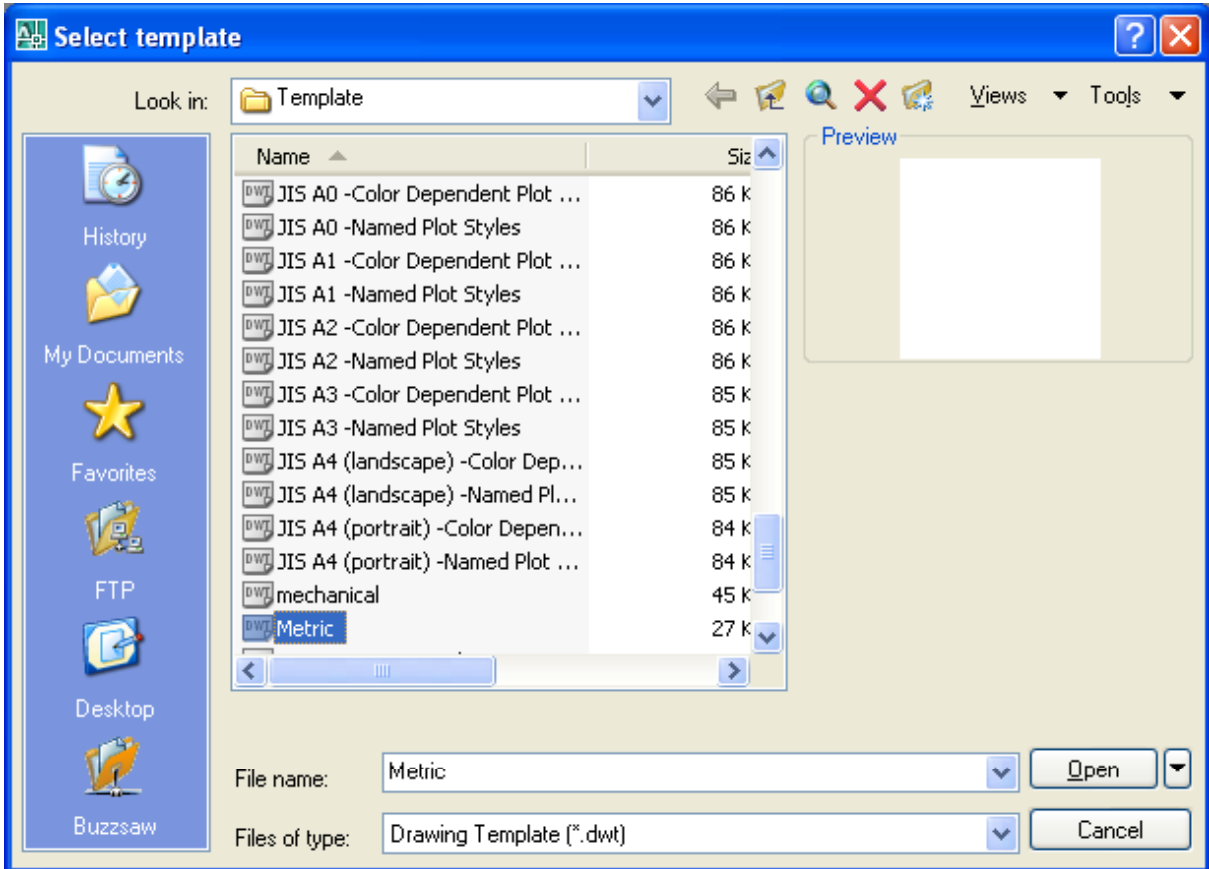 Select template
Look in: Template Views Tools
History
My Documents
Favorites
FTP
Desktop
Buzzsaw
Name Siz
JIS A0 -Color Dependent Plot ... 86 K
JIS A0 -Named Plot Styles 86 K
JIS A1 -Color Dependent Plot ... 86 K
JIS A1 -Named Plot Styles 86 K
JIS A2 -Color Dependent Plot ... 86 K
JIS A2 -Named Plot Styles 86 K
JIS A3 -Color Dependent Plot ... 85 K
JIS A3 -Named Plot Styles 85 K
JIS A4 (landscape) -Color Dep... 85 K
JIS A4 (landscape) -Named Pl... 85 K
JIS A4 (portrait) -Color Depen... 84 K
JIS A4 (portrait) -Named Plot ... 84 K
mechanical 45 K
Metric 27 K
Preview
File name: Metric Open
Files of type: Drawing Template (*.dwt) Cancel